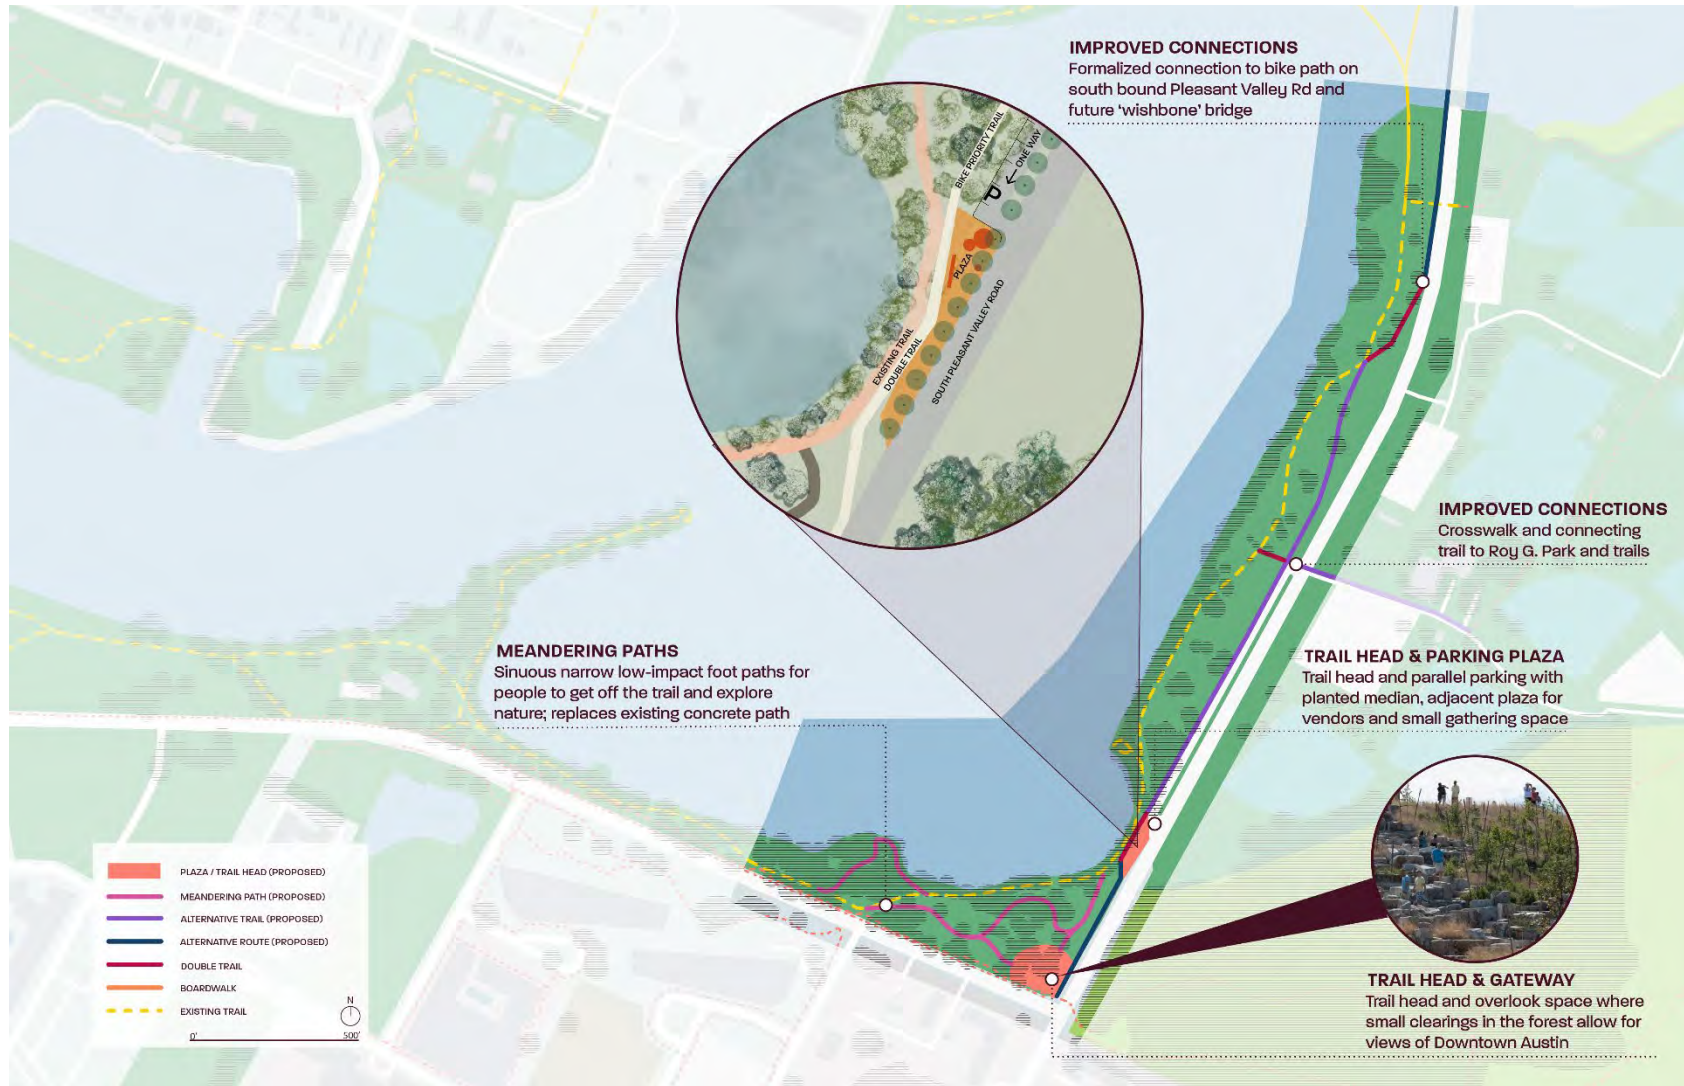 IMPROVED CONNECTIONS
Formalized connection to bike path on
south bound Pleasant Valley Rd and
future 'wishbone' bridge
BIKE PRIORITY TRAIL
ONE WAY
P
PLAZA
EXISTING TRAIL
DOUBLE TRAIL
SOUTH PLEASANT VALLEY ROAD
IMPROVED CONNECTIONS
Crosswalk and connecting
trail to Roy G. Park and trails
MEANDERING PATHS
Sinuous narrow low-impact foot paths for
people to get off the trail and explore
nature; replaces existing concrete path
TRAIL HEAD & PARKING PLAZA
Trail head and parallel parking with
planted median, adjacent plaza for
vendors and small gathering space
TRAIL HEAD & GATEWAY
Trail head and overlook space where
small clearings in the forest allow for
views of Downtown Austin
PLAZA / TRAIL HEAD (PROPOSED)
MEANDERING PATH (PROPOSED)
ALTERNATIVE TRAIL (PROPOSED)
ALTERNATIVE ROUTE (PROPOSED)
DOUBLE TRAIL
BOARDWALK
EXISTING TRAIL
N
0' 500'